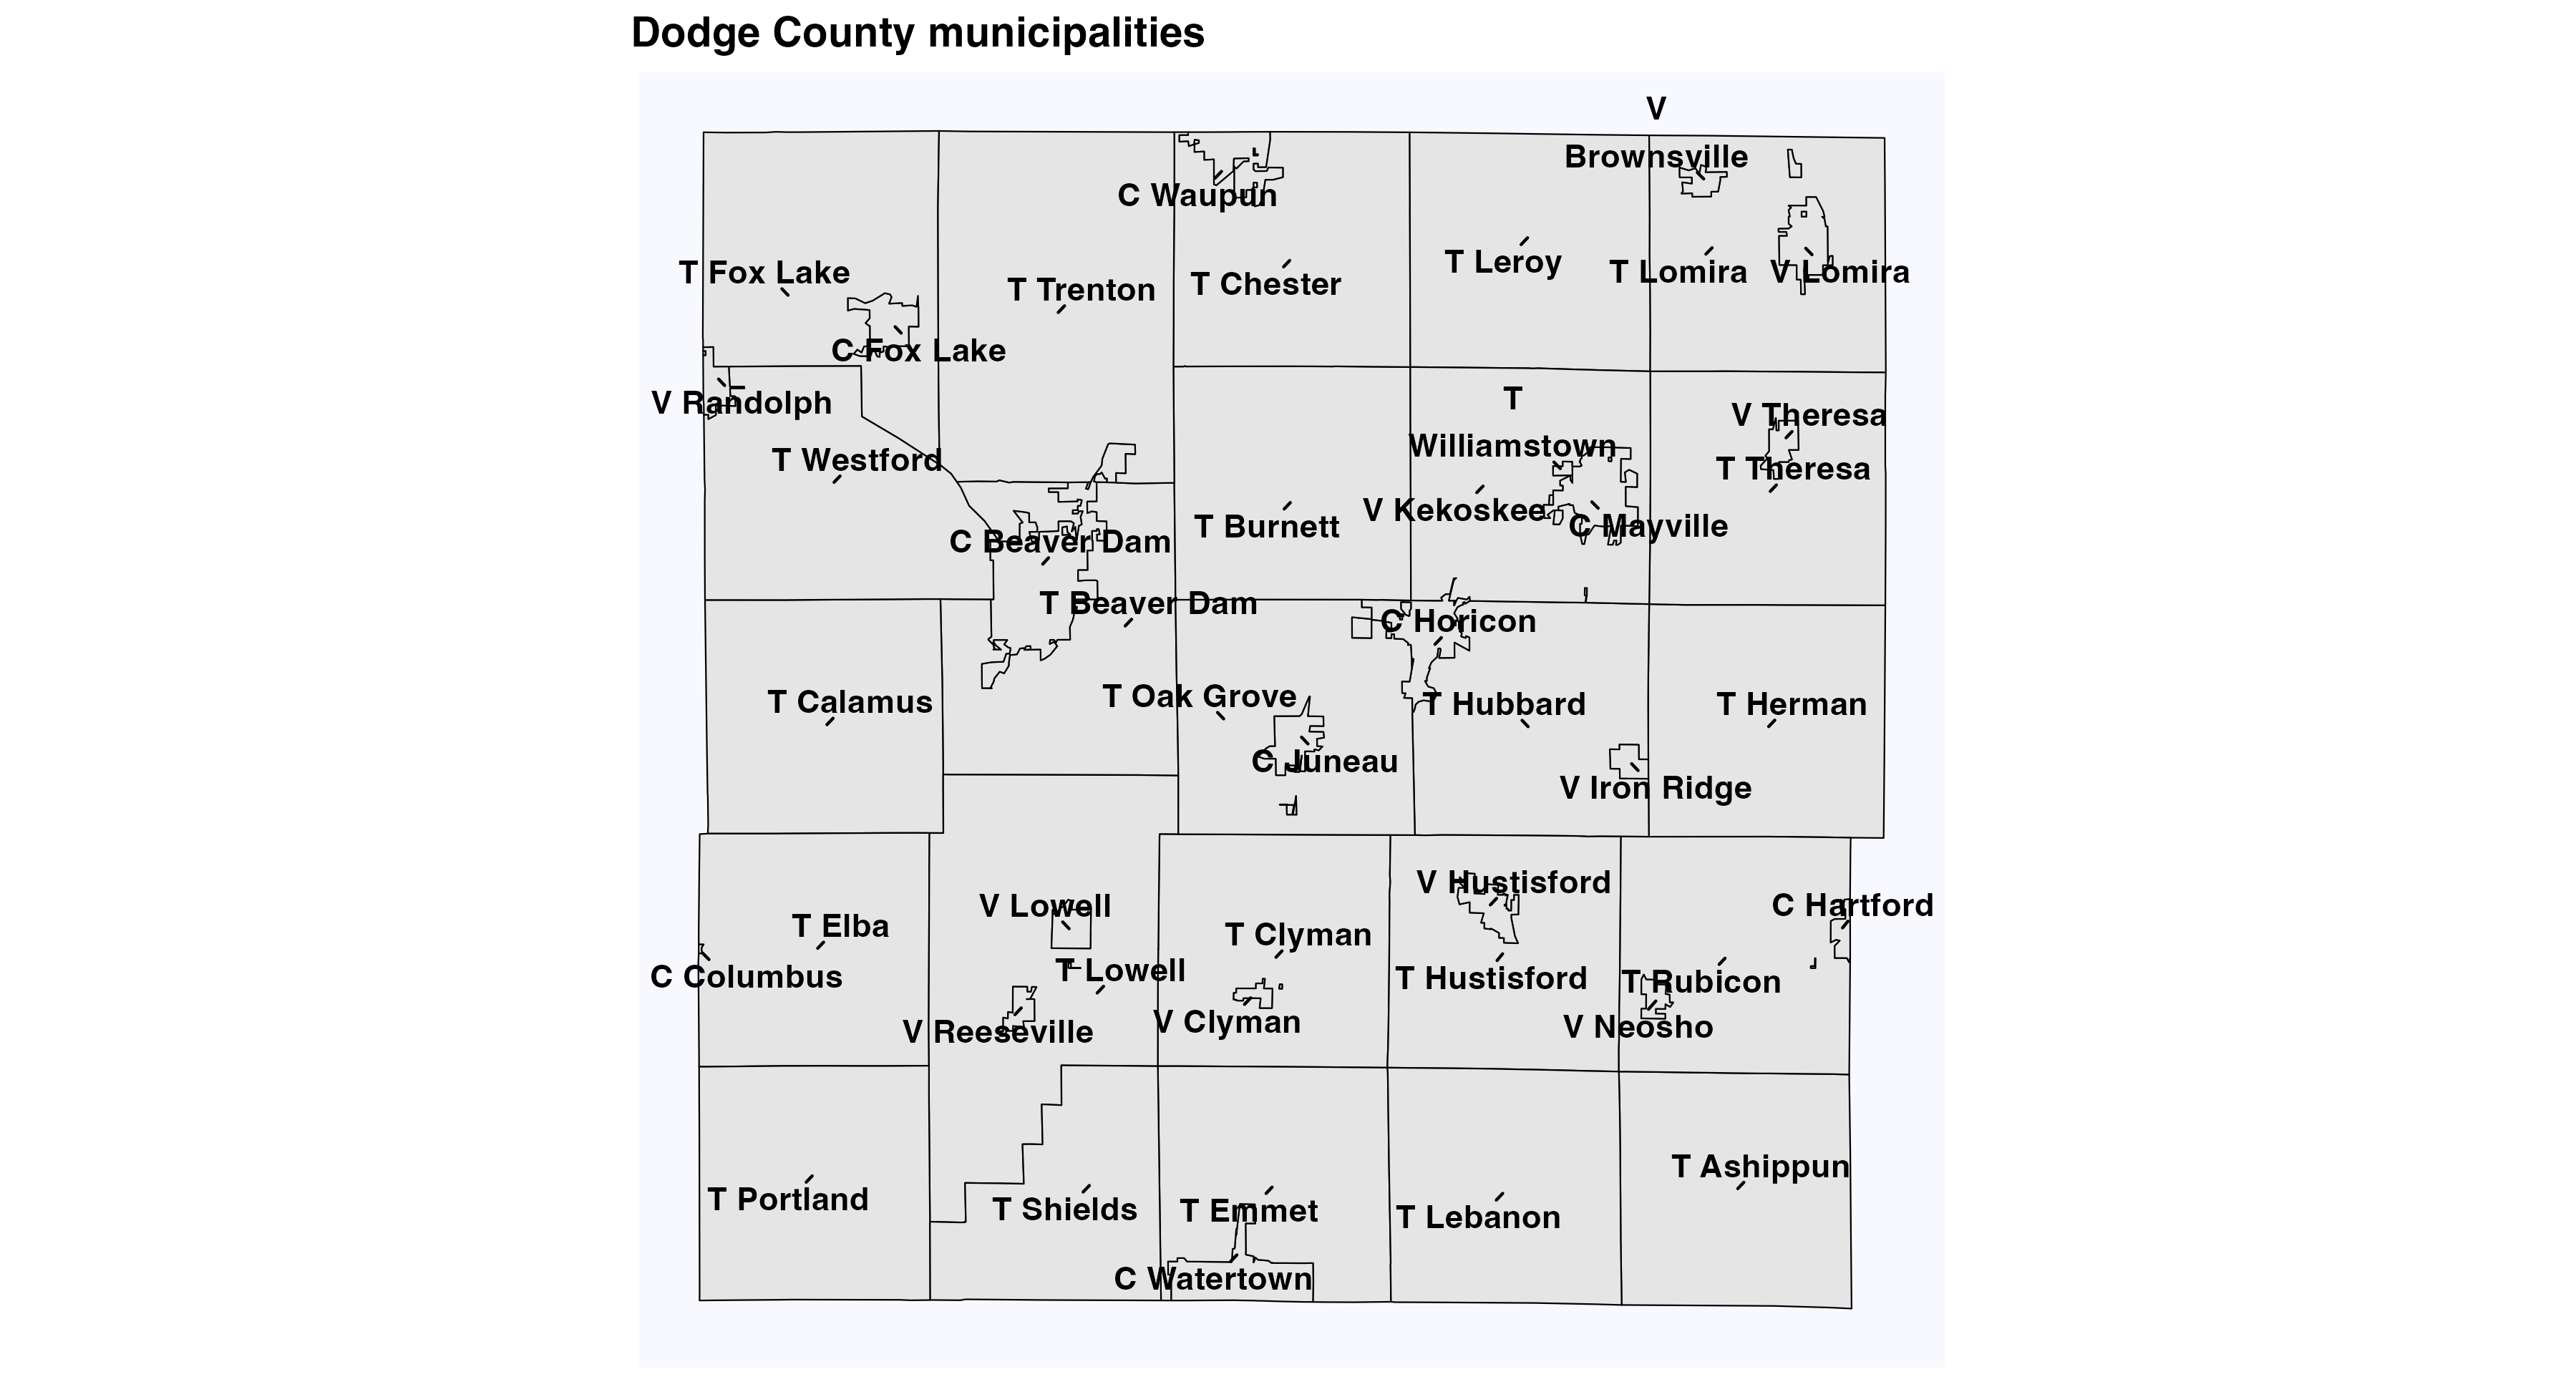 Dodge County municipalities
V
Brownsville
C Waupun
T Leroy
T Fox Lake
T Lomira
V Lomira
T Chester
T Trenton
C Fox Lake
T
V Randolph
V Theresa
Williamstown
T Westford
T Theresa
V Kekoskee
T Burnett
C Mayville
C Beaver Dam
T Beaver Dam
C Horicon
T Oak Grove
T Calamus
T Hubbard
T Herman
C Juneau
V Iron Ridge
V Hustisford
V Lowell
C Hartford
T Elba
T Clyman
T Lowell
C Columbus
T Hustisford
T Rubicon
V Clyman
V Neosho
V Reeseville
T Ashippun
T Portland
T Shields
T Emmet
T Lebanon
C Watertown